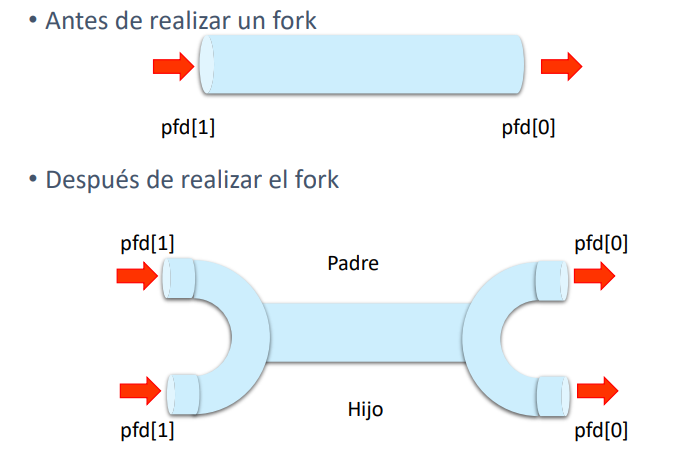 • Antes de realizar un fork
pfd[1]
pfd[0]
• Después de realizar el fork
pfd[1]
pfd[0]
Padre
Hijo
pfd[1]
pfd[0]